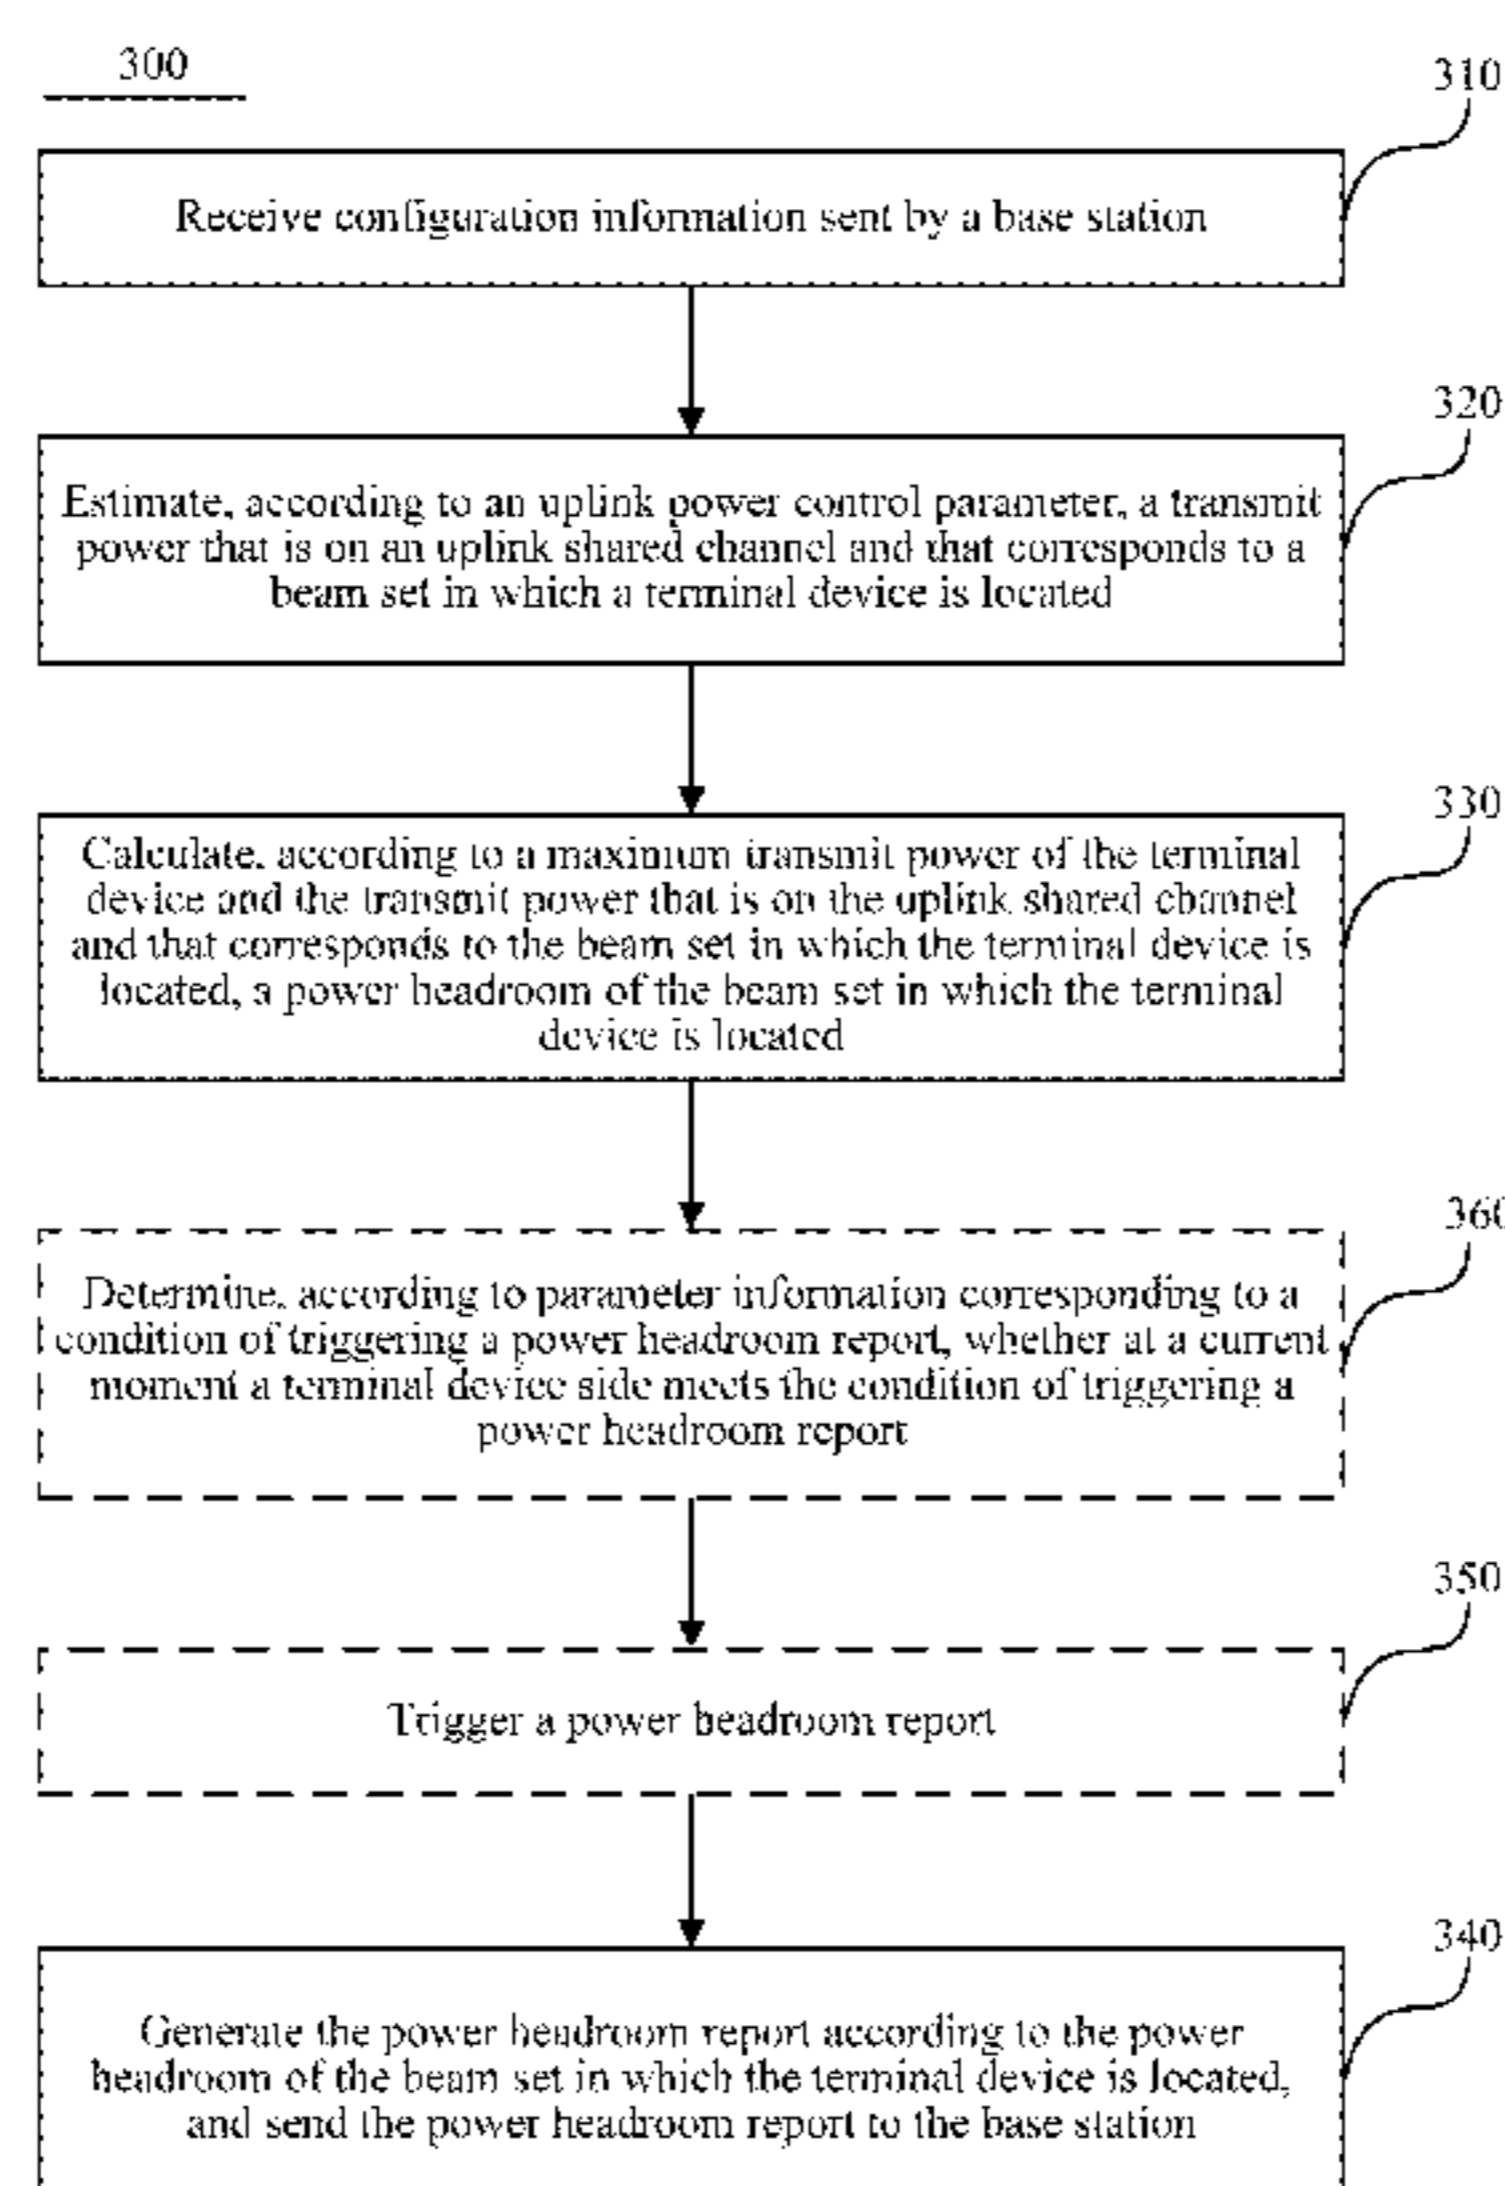 300
310
Receive configuration information sent by a base station
320
Estimate, according to an uplink power control parameter, a transmit
power that is on an uplink shared channel and that corresponds to a
beam set in which a terminal device is located
330
Calculate, according to a maximum transmit power of the terminal
device and the transmit power that is on the uplink shared channel
and that corresponds to the beam set in which the terminal device is
located, a power headroom of the beam set in which the terminal
device is located
360
Determine, according to parameter information corresponding to a
condition of triggering a power headroom report, whether at a current
moment a terminal device side meets the condition of triggering a
power headroom report
350
Trigger a power headroom report
340
Generate the power headroom report according to the power
headroom of the beam set in which the terminal device is located,
and send the power headroom report to the base station